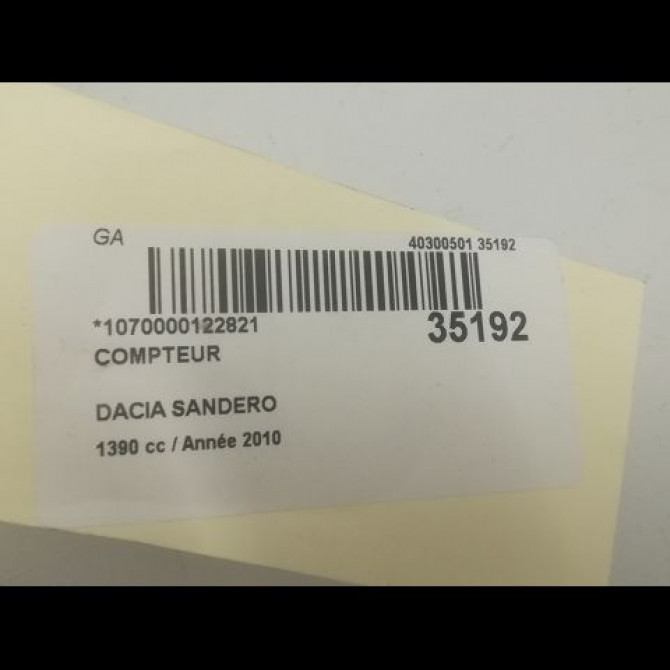 GA
40300501 35192
*1070000122821
35192
COMPTEUR
DACIA SANDERO
1390 cc / Année 2010